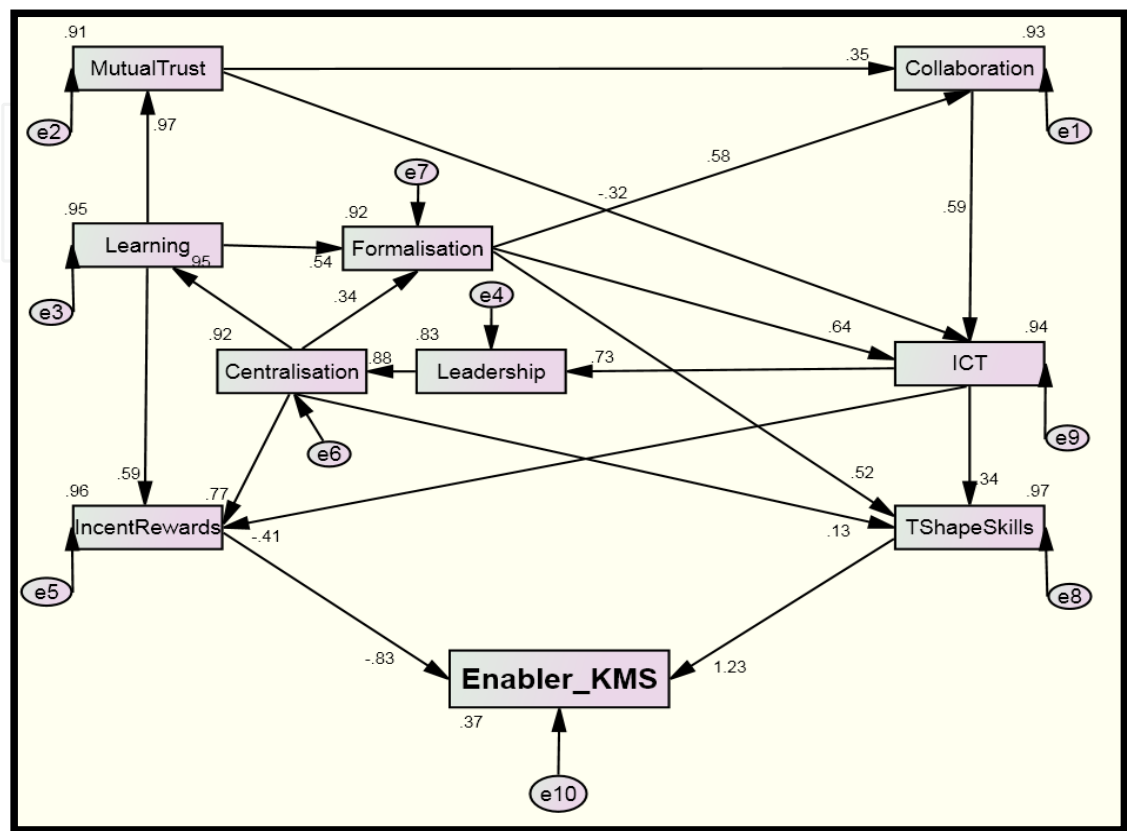 .91
MutualTrust
.93
Collaboration
.35
e2
.97
e1
.58
e7
-.32
.95
.92
Learning
.59
Formalisation
.95
.54
e3
.34
e4
.64
.94
.92
.83
.73
ICT
Centralisation
.88
Leadership
e9
e6
.59
.77
.96
.52
.34
.97
IncentRewards
-.41
.13
TShapeSkills
e5
e8
-.83
1.23
Enabler_KMS
.37
e10